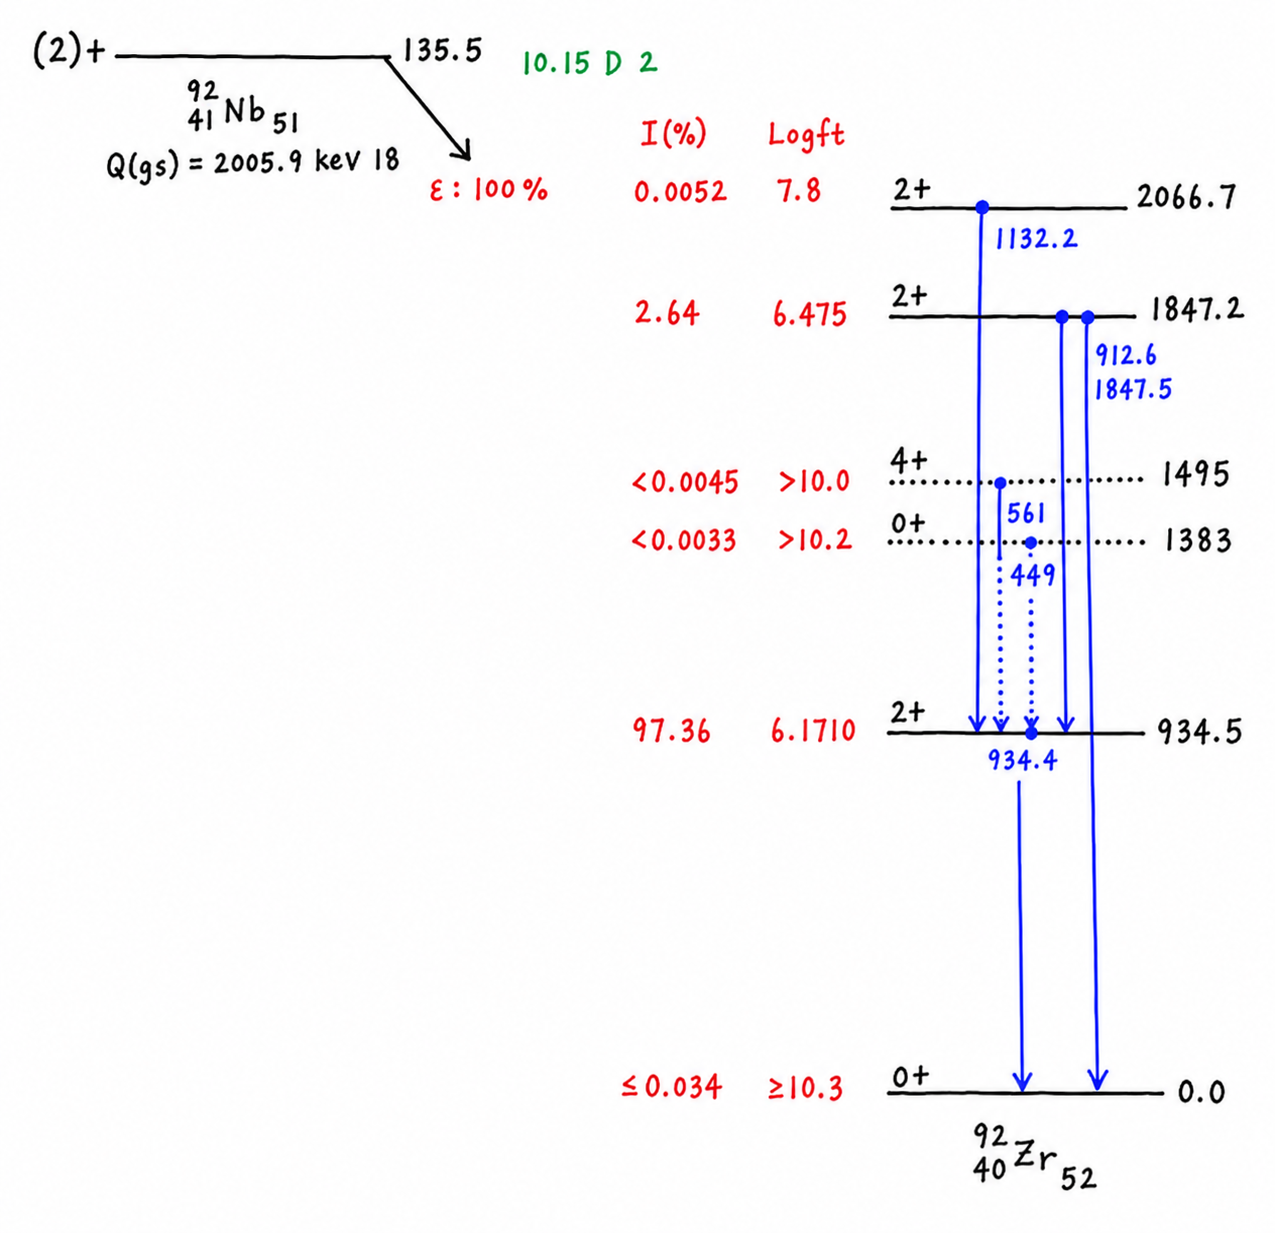 (2)+ 135.5 10.15 D 2
92
41 Nb 51
Q(gs) = 2005.9 kev 18
I(%) Logft
ε : 100 % 0.0052 7.8 2+ 2066.7
1132.2
2.64 6.475 2+ 1847.2
912.6
1847.5
<0.0045 >10.0 4+ 1495
561
<0.0033 >10.2 0+ 1383
449
97.36 6.1710 2+ 934.5
934.4
≤0.034 ≥10.3 0+ 0.0
92
40 Zr 52